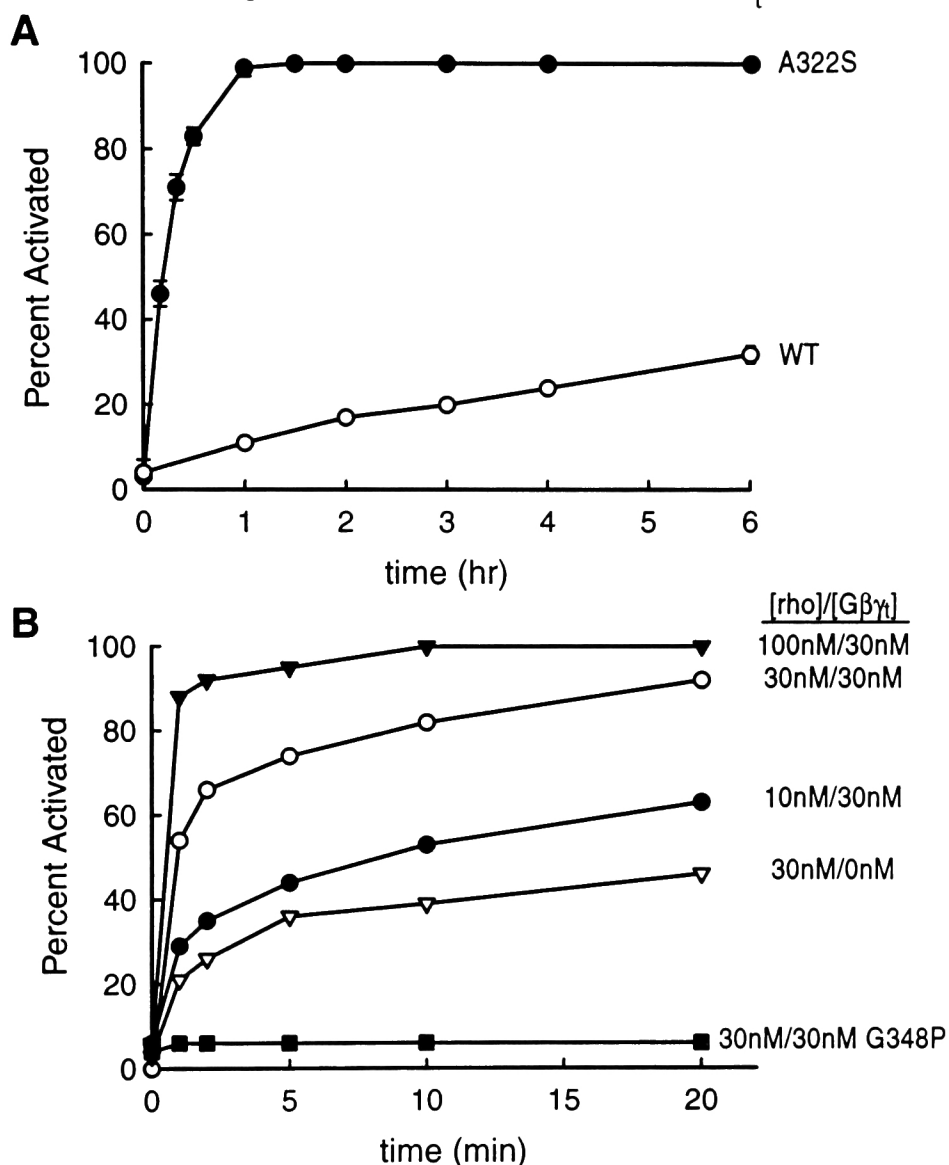 t
A
100
80
60
40
20
0
Percent Activated
A322S
WT
0 1 2 3 4 5 6
time (hr)
B
[rho]/[Gβγt]
100nM/30nM
30nM/30nM
10nM/30nM
30nM/0nM
30nM/30nM G348P
100
80
60
40
20
0
Percent Activated
0 5 10 15 20
time (min)